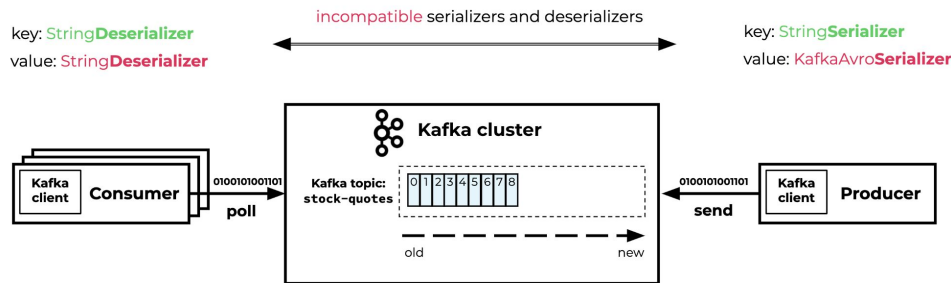 incompatible serializers and deserializers
key: StringDeserializer
value: StringDeserializer
key: StringSerializer
value: KafkaAvroSerializer
Kafka cluster
Kafka client
Consumer
0100101001101
poll
Kafka topic:
stock-quotes
0 1 2 3 4 5 6 7 8
old
new
0100101001101
send
Kafka client
Producer